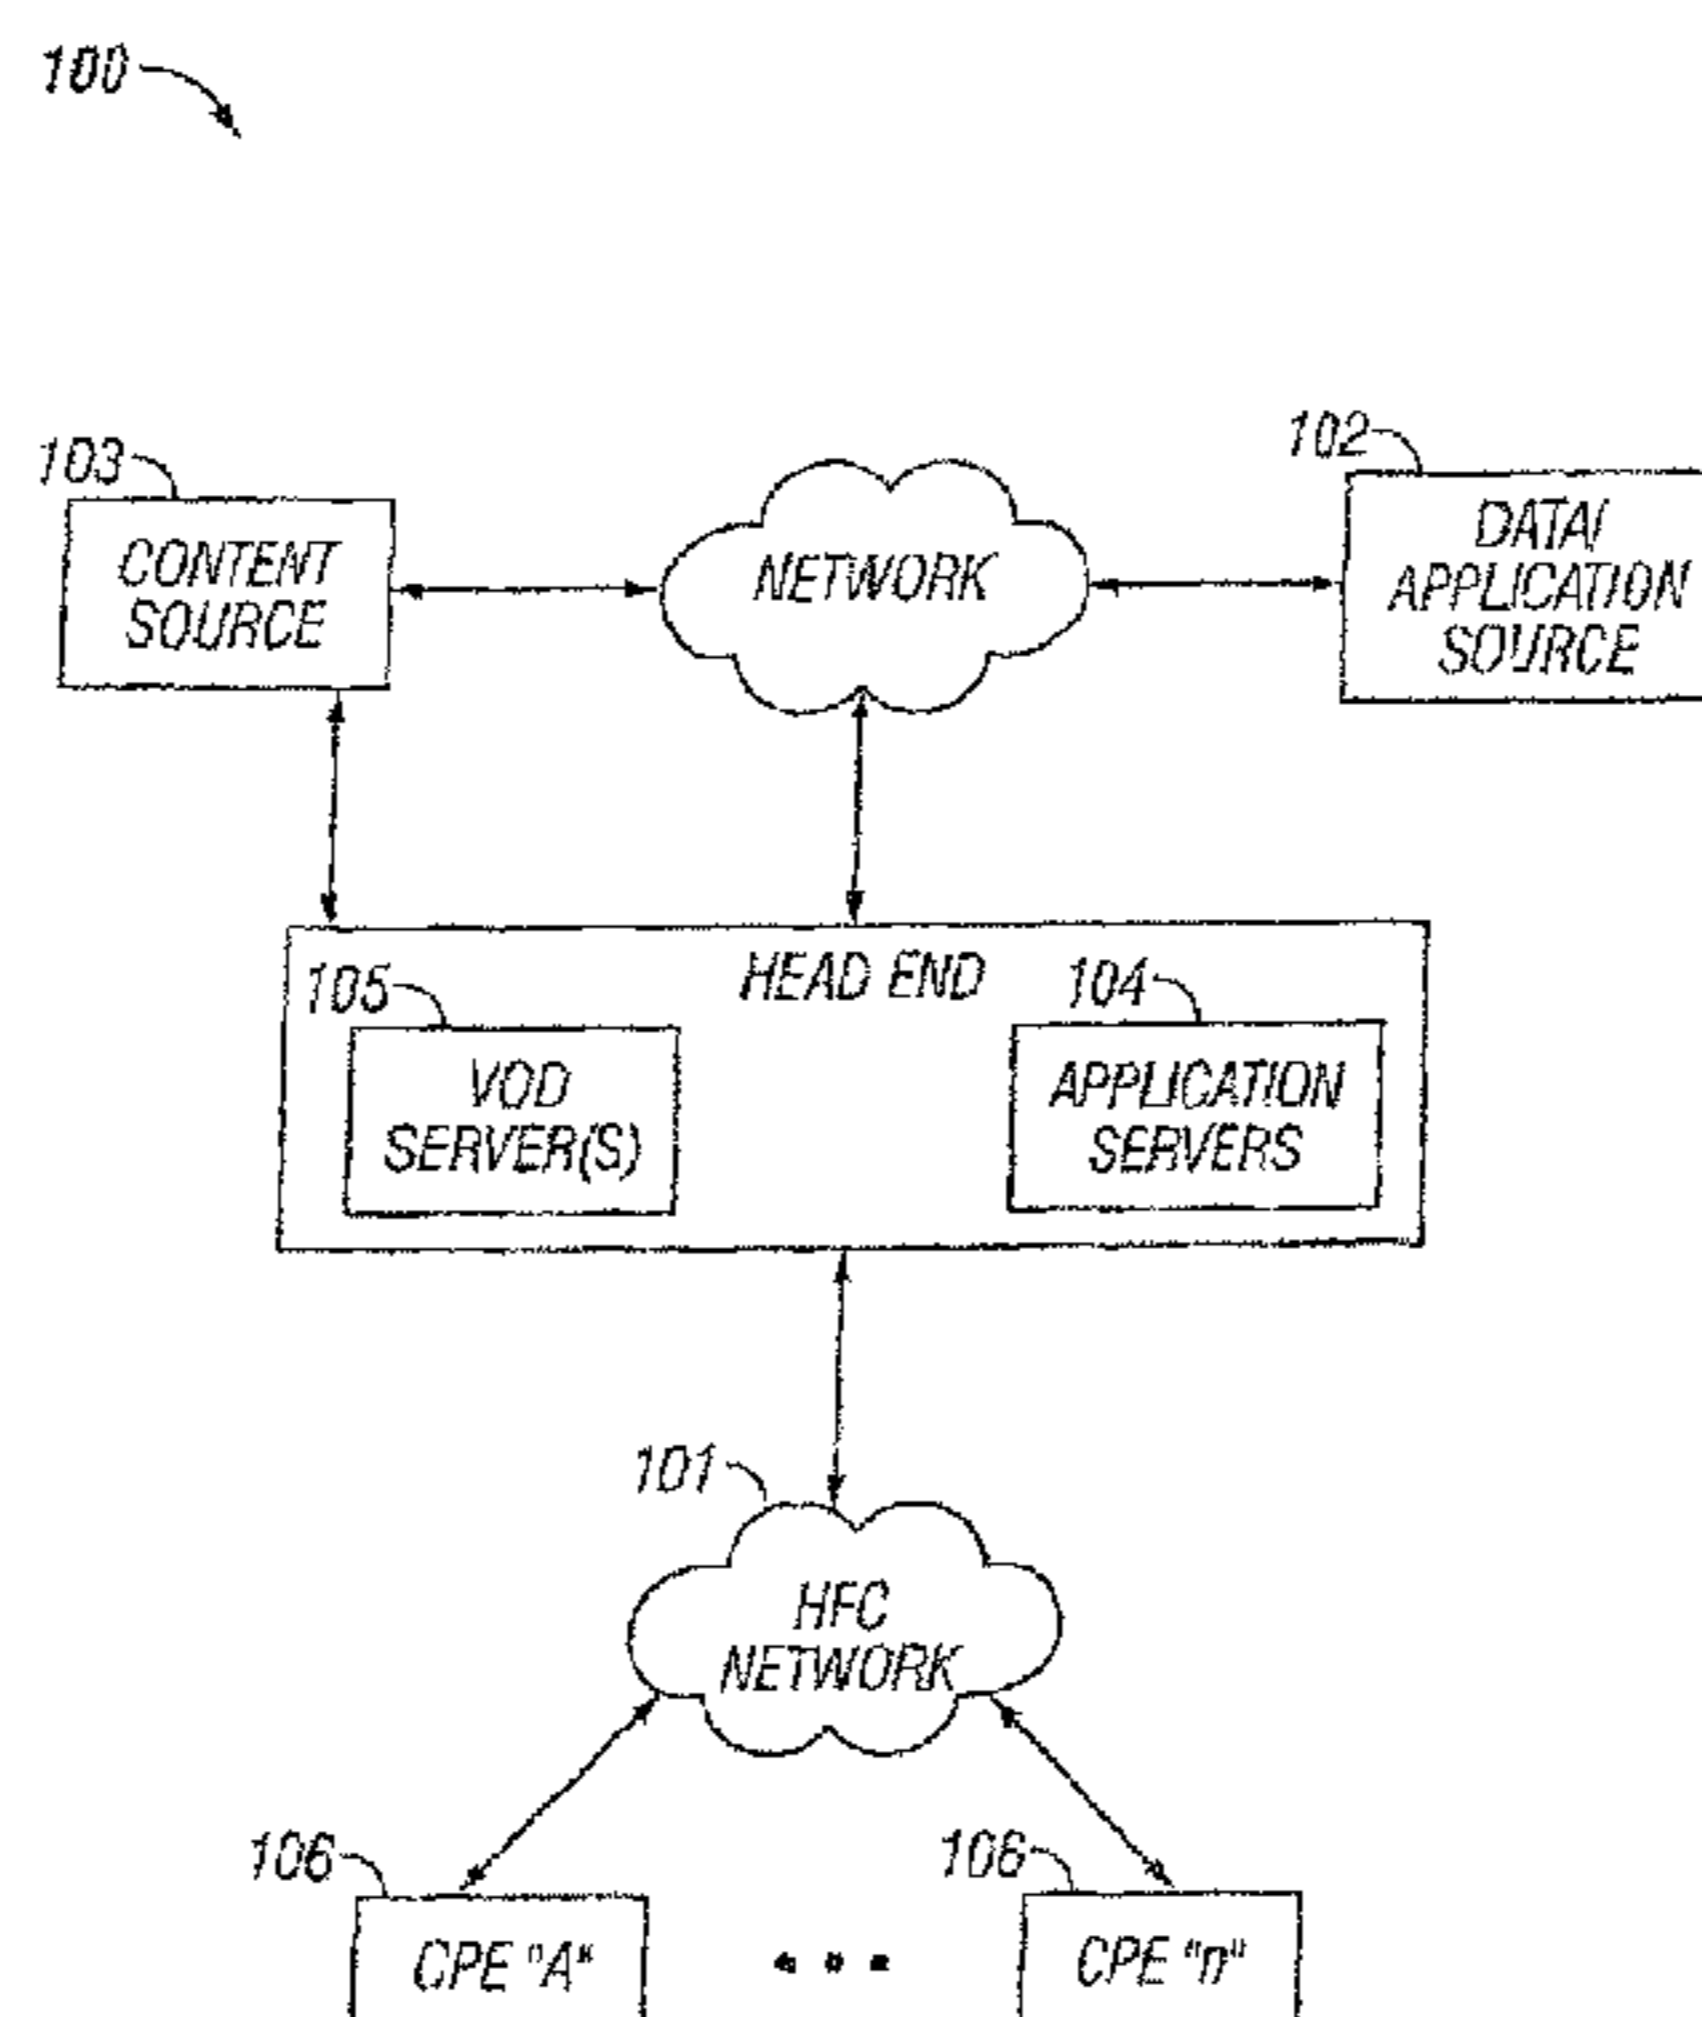 100
103
CONTENT
SOURCE
NETWORK
102
DATA/
APPLICATION
SOURCE
HEAD END
105
VOD
SERVER(S)
104
APPLICATION
SERVERS
101
HFC
NETWORK
106
CPE "A"
• • •
106
CPE "n"